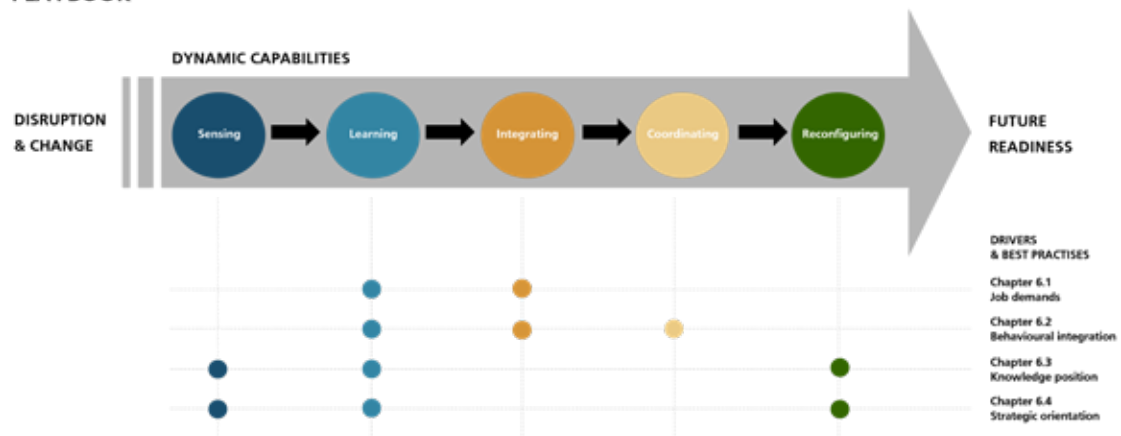 DYNAMIC CAPABILITIES
DISRUPTION
& CHANGE
Sensing
Learning
Integrating
Coordinating
Reconfiguring
FUTURE
READINESS
DRIVERS
& BEST PRACTISES
Chapter 6.1
Job demands
Chapter 6.2
Behavioural integration
Chapter 6.3
Knowledge position
Chapter 6.4
Strategic orientation